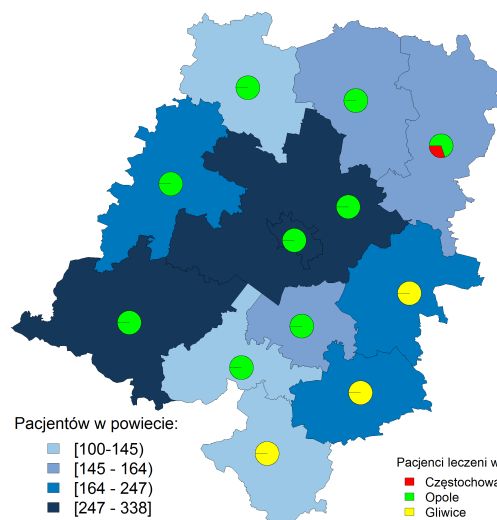 Pacjentów w powiecie:
[100-145)
[145 - 164)
[164 - 247)
[247 - 338]
Pacjenci leczeni w
Częstochowa
Opole
Gliwice